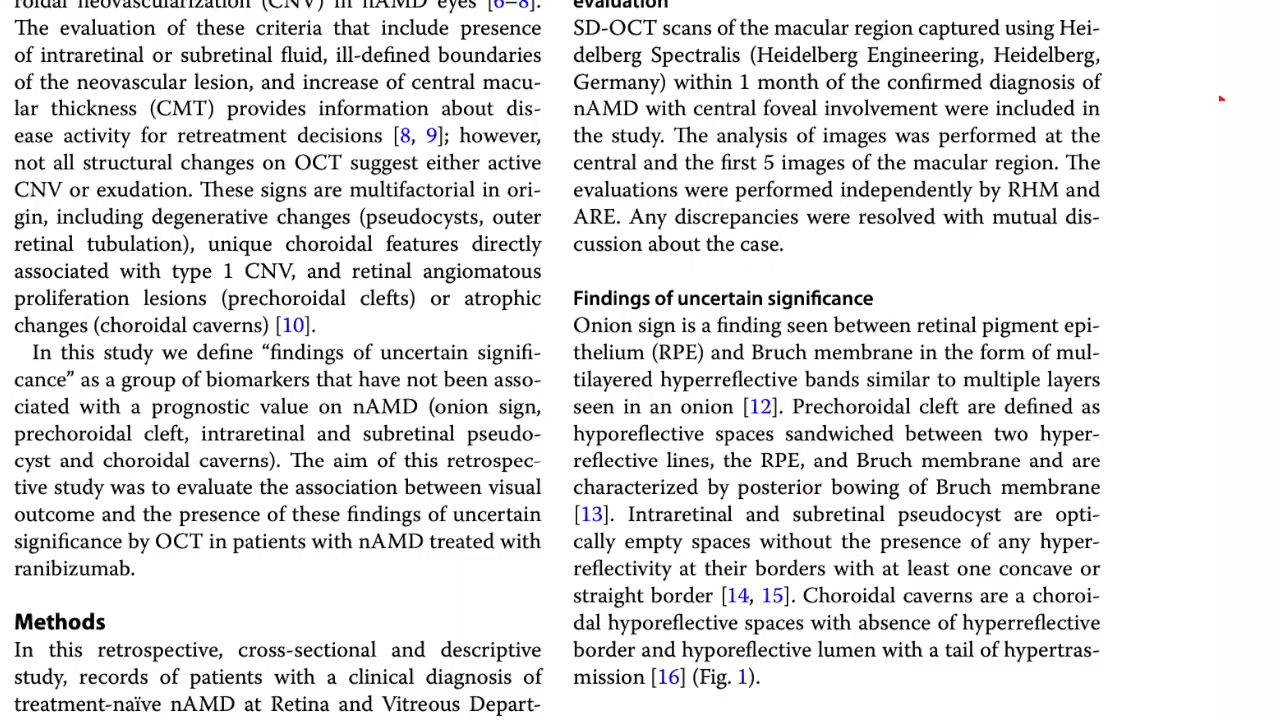 roidal neovascularization (CNV) in nAMD eyes [6–8].
The evaluation of these criteria that include presence
of intraretinal or subretinal fluid, ill-defined boundaries
of the neovascular lesion, and increase of central macu-
lar thickness (CMT) provides information about dis-
ease activity for retreatment decisions [8, 9]; however,
not all structural changes on OCT suggest either active
CNV or exudation. These signs are multifactorial in ori-
gin, including degenerative changes (pseudocysts, outer
retinal tubulation), unique choroidal features directly
associated with type 1 CNV, and retinal angiomatous
proliferation lesions (prechoroidal clefts) or atrophic
changes (choroidal caverns) [10].
In this study we define “findings of uncertain signifi-
cance” as a group of biomarkers that have not been asso-
ciated with a prognostic value on nAMD (onion sign,
prechoroidal cleft, intraretinal and subretinal pseudo-
cyst and choroidal caverns). The aim of this retrospec-
tive study was to evaluate the association between visual
outcome and the presence of these findings of uncertain
significance by OCT in patients with nAMD treated with
ranibizumab.
Methods
In this retrospective, cross-sectional and descriptive
study, records of patients with a clinical diagnosis of
treatment-naïve nAMD at Retina and Vitreous Depart-
evaluation
SD-OCT scans of the macular region captured using Hei-
delberg Spectralis (Heidelberg Engineering, Heidelberg,
Germany) within 1 month of the confirmed diagnosis of
nAMD with central foveal involvement were included in
the study. The analysis of images was performed at the
central and the first 5 images of the macular region. The
evaluations were performed independently by RHM and
ARE. Any discrepancies were resolved with mutual dis-
cussion about the case.
Findings of uncertain significance
Onion sign is a finding seen between retinal pigment epi-
thelium (RPE) and Bruch membrane in the form of mul-
tilayered hyperreflective bands similar to multiple layers
seen in an onion [12]. Prechoroidal cleft are defined as
hyporeflective spaces sandwiched between two hyper-
reflective lines, the RPE, and Bruch membrane and are
characterized by posterior bowing of Bruch membrane
[13]. Intraretinal and subretinal pseudocyst are opti-
cally empty spaces without the presence of any hyper-
reflectivity at their borders with at least one concave or
straight border [14, 15]. Choroidal caverns are a choroi-
dal hyporeflective spaces with absence of hyperreflective
border and hyporeflective lumen with a tail of hypertras-
mission [16] (Fig. 1).